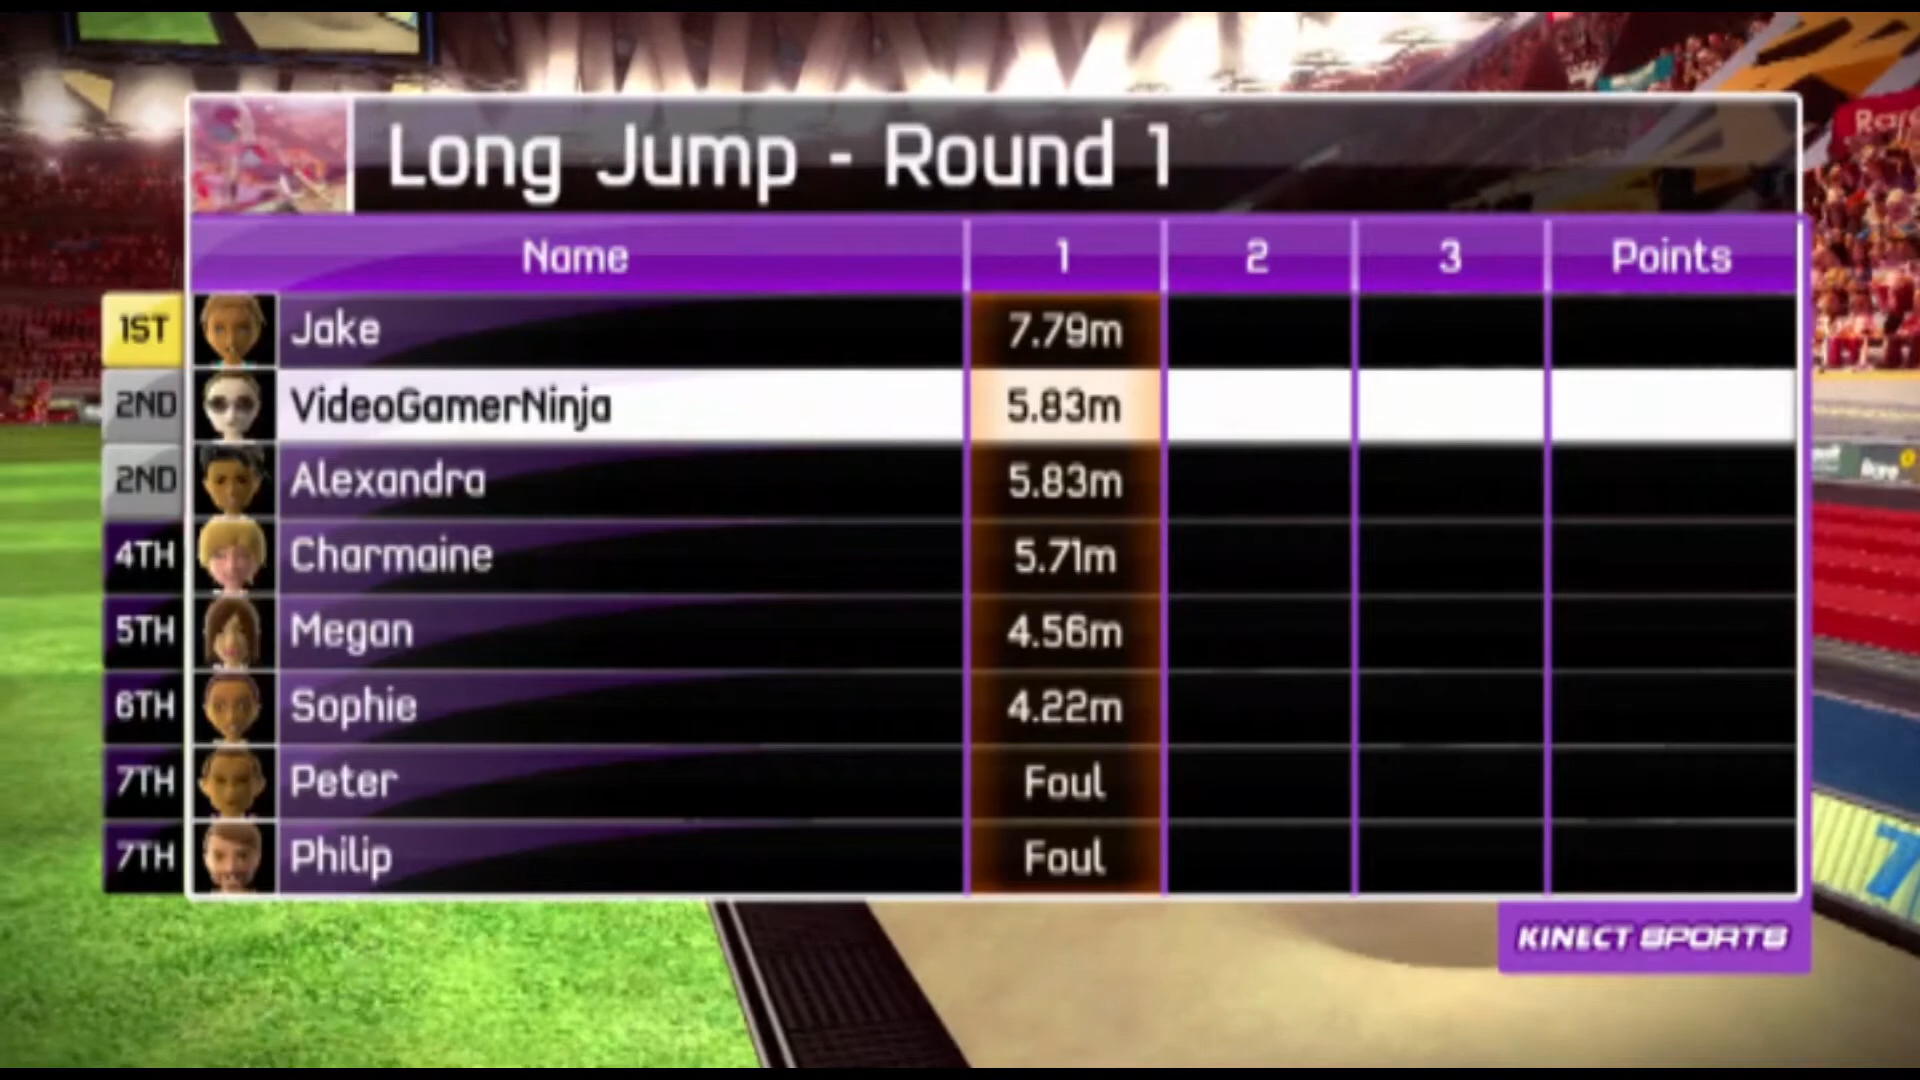 Long Jump - Round 1
Name 1 2 3 Points
1ST Jake 7.79m
2ND VideoGamerNinja 5.83m
2ND Alexandra 5.83m
4TH Charmaine 5.71m
5TH Megan 4.56m
6TH Sophie 4.22m
7TH Peter Foul
7TH Philip Foul
KINECT SPORTS
7